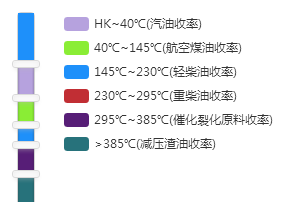 HK~40℃(汽油收率)
40℃~145℃(航空煤油收率)
145℃~230℃(轻柴油收率)
230℃~295℃(重柴油收率)
295℃~385℃(催化裂化原料收率)
>385℃(减压渣油收率)